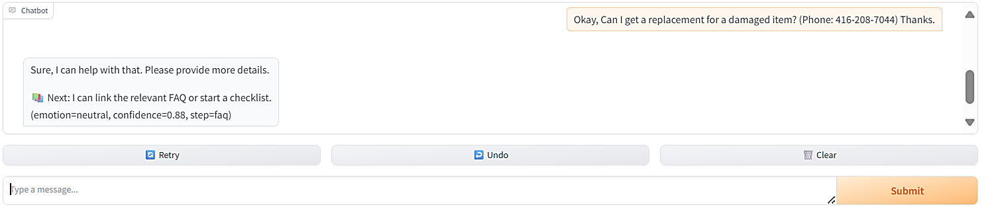 Chatbot
Okay, Can I get a replacement for a damaged item? (Phone: 416-208-7044) Thanks.
Sure, I can help with that. Please provide more details.
Next: I can link the relevant FAQ or start a checklist.
(emotion=neutral, confidence=0.88, step=faq)
Retry
Undo
Clear
Type a message...
Submit